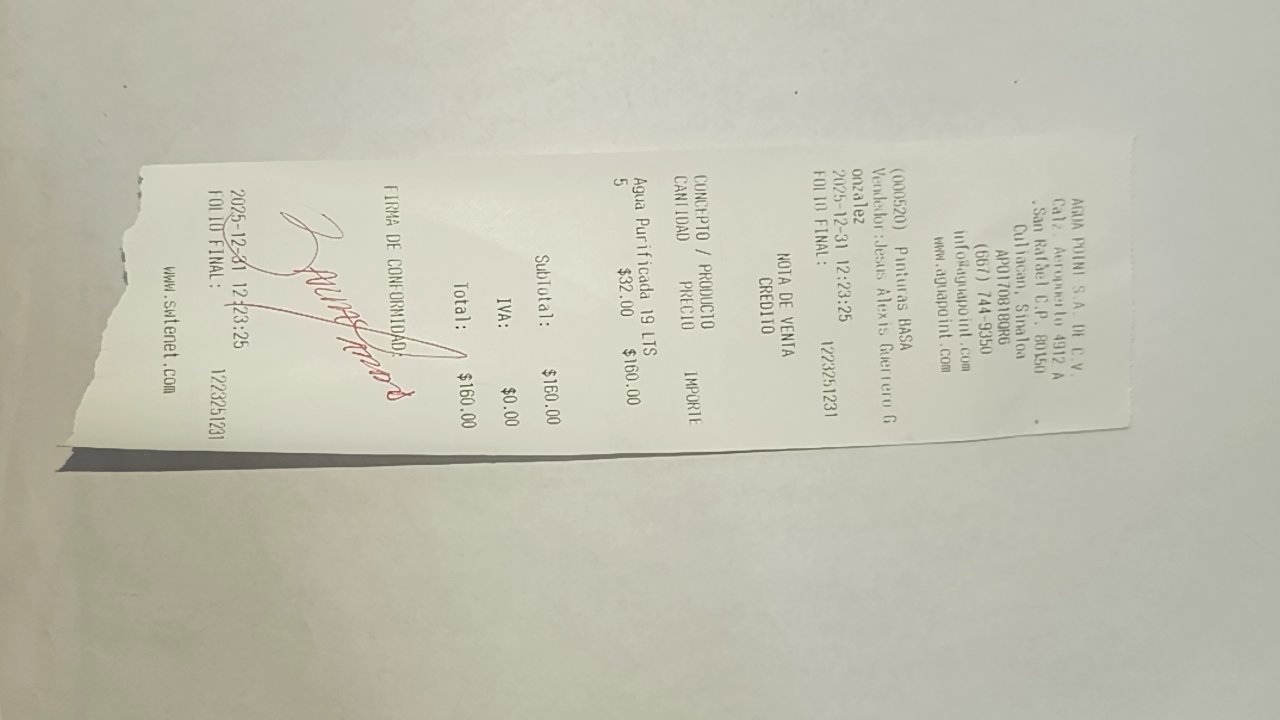 AGUA POINT S.A. DE C.V.
Calz. Aeropuerto 4912 A
.San Rafael C.P. 80150
Culiacan, Sinaloa
APO170818QR6
(667) 744-9350
info@aguapoint.com
www.aguapoint.com
(000520) Pinturas BASA
Vendedor:Jesus Alexis Guerrero G
onzalez
2025-12-31 12:23:25
FOLIO FINAL: 1223251231
NOTA DE VENTA
CREDITO
CONCEPTO / PRODUCTO
CANTIDAD PRECIO IMPORTE
Agua Purificada 19 LTS
5 $32.00 $160.00
SubTotal: $160.00
IVA: $0.00
Total: $160.00
FIRMA DE CONFORMIDAD:
2025-12-31 12:23:25
FOLIO FINAL: 1223251231
www.swtenet.com